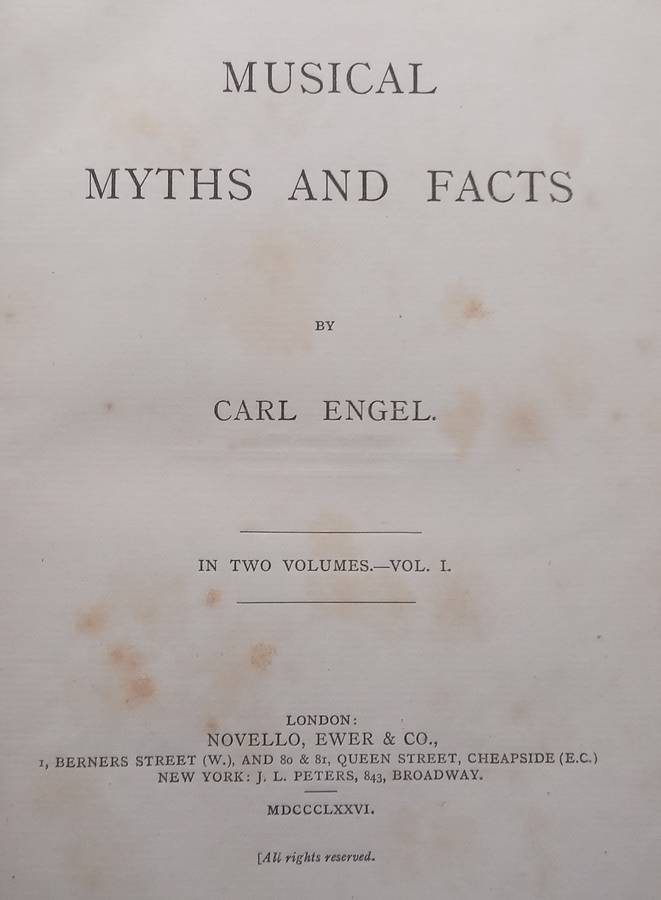 MUSICAL
MYTHS AND FACTS
BY
CARL ENGEL.
IN TWO VOLUMES.—VOL. I.
LONDON:
NOVELLO, EWER & CO.,
1, BERNERS STREET (W.), AND 80 & 81, QUEEN STREET, CHEAPSIDE (E.C.)
NEW YORK: J. L. PETERS, 843, BROADWAY.
MDCCCLXXVI.
[All rights reserved.